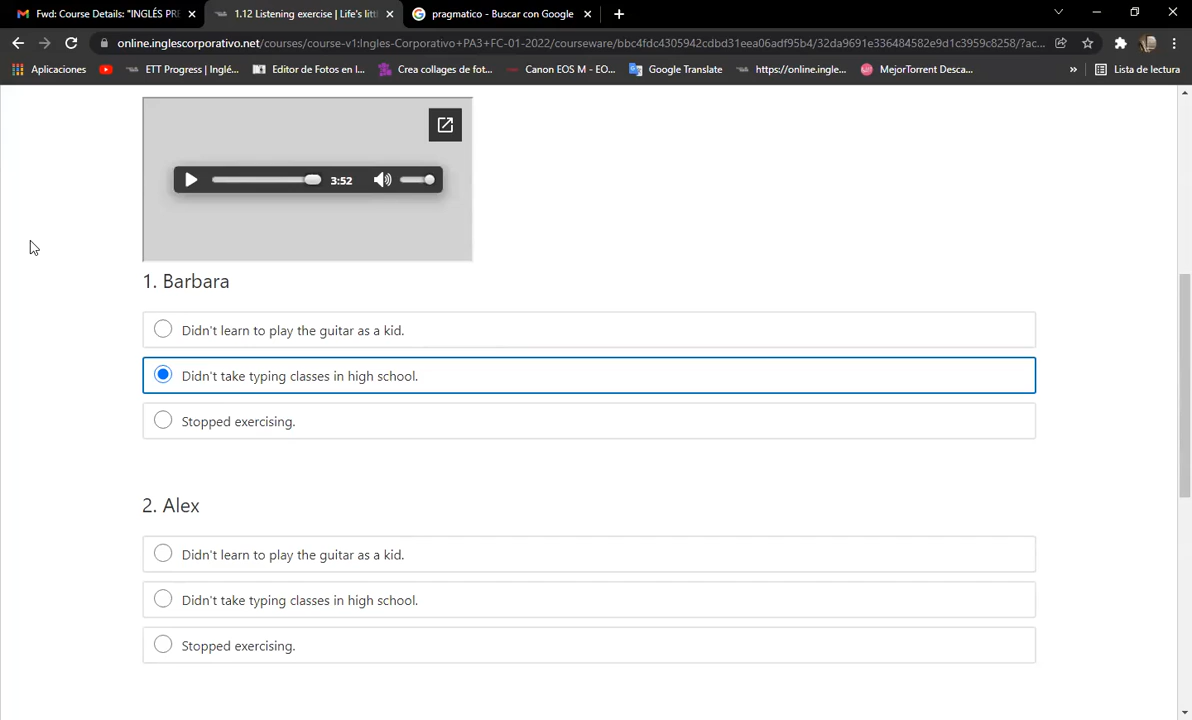 Fwd: Course Details: "INGLÉS PRE
1.12 Listening exercise | Life's litt
pragmatico - Buscar con Google
online.inglescorporativo.net/courses/course-v1:Ingles-Corporativo+PA3+FC-01-2022/courseware/bbc4fdc4305942cdbd31eea06adf95b4/32da9691e336484582e9d1c3959c8258/?ac...
Aplicaciones
ETT Progress | Inglé...
Editor de Fotos en l...
Crea collages de fot...
Canon EOS M - EO...
Google Translate
https://online.ingle...
MejorTorrent Desca...
»
Lista de lectura
3:52
1. Barbara
Didn't learn to play the guitar as a kid.
Didn't take typing classes in high school.
Stopped exercising.
2. Alex
Didn't learn to play the guitar as a kid.
Didn't take typing classes in high school.
Stopped exercising.